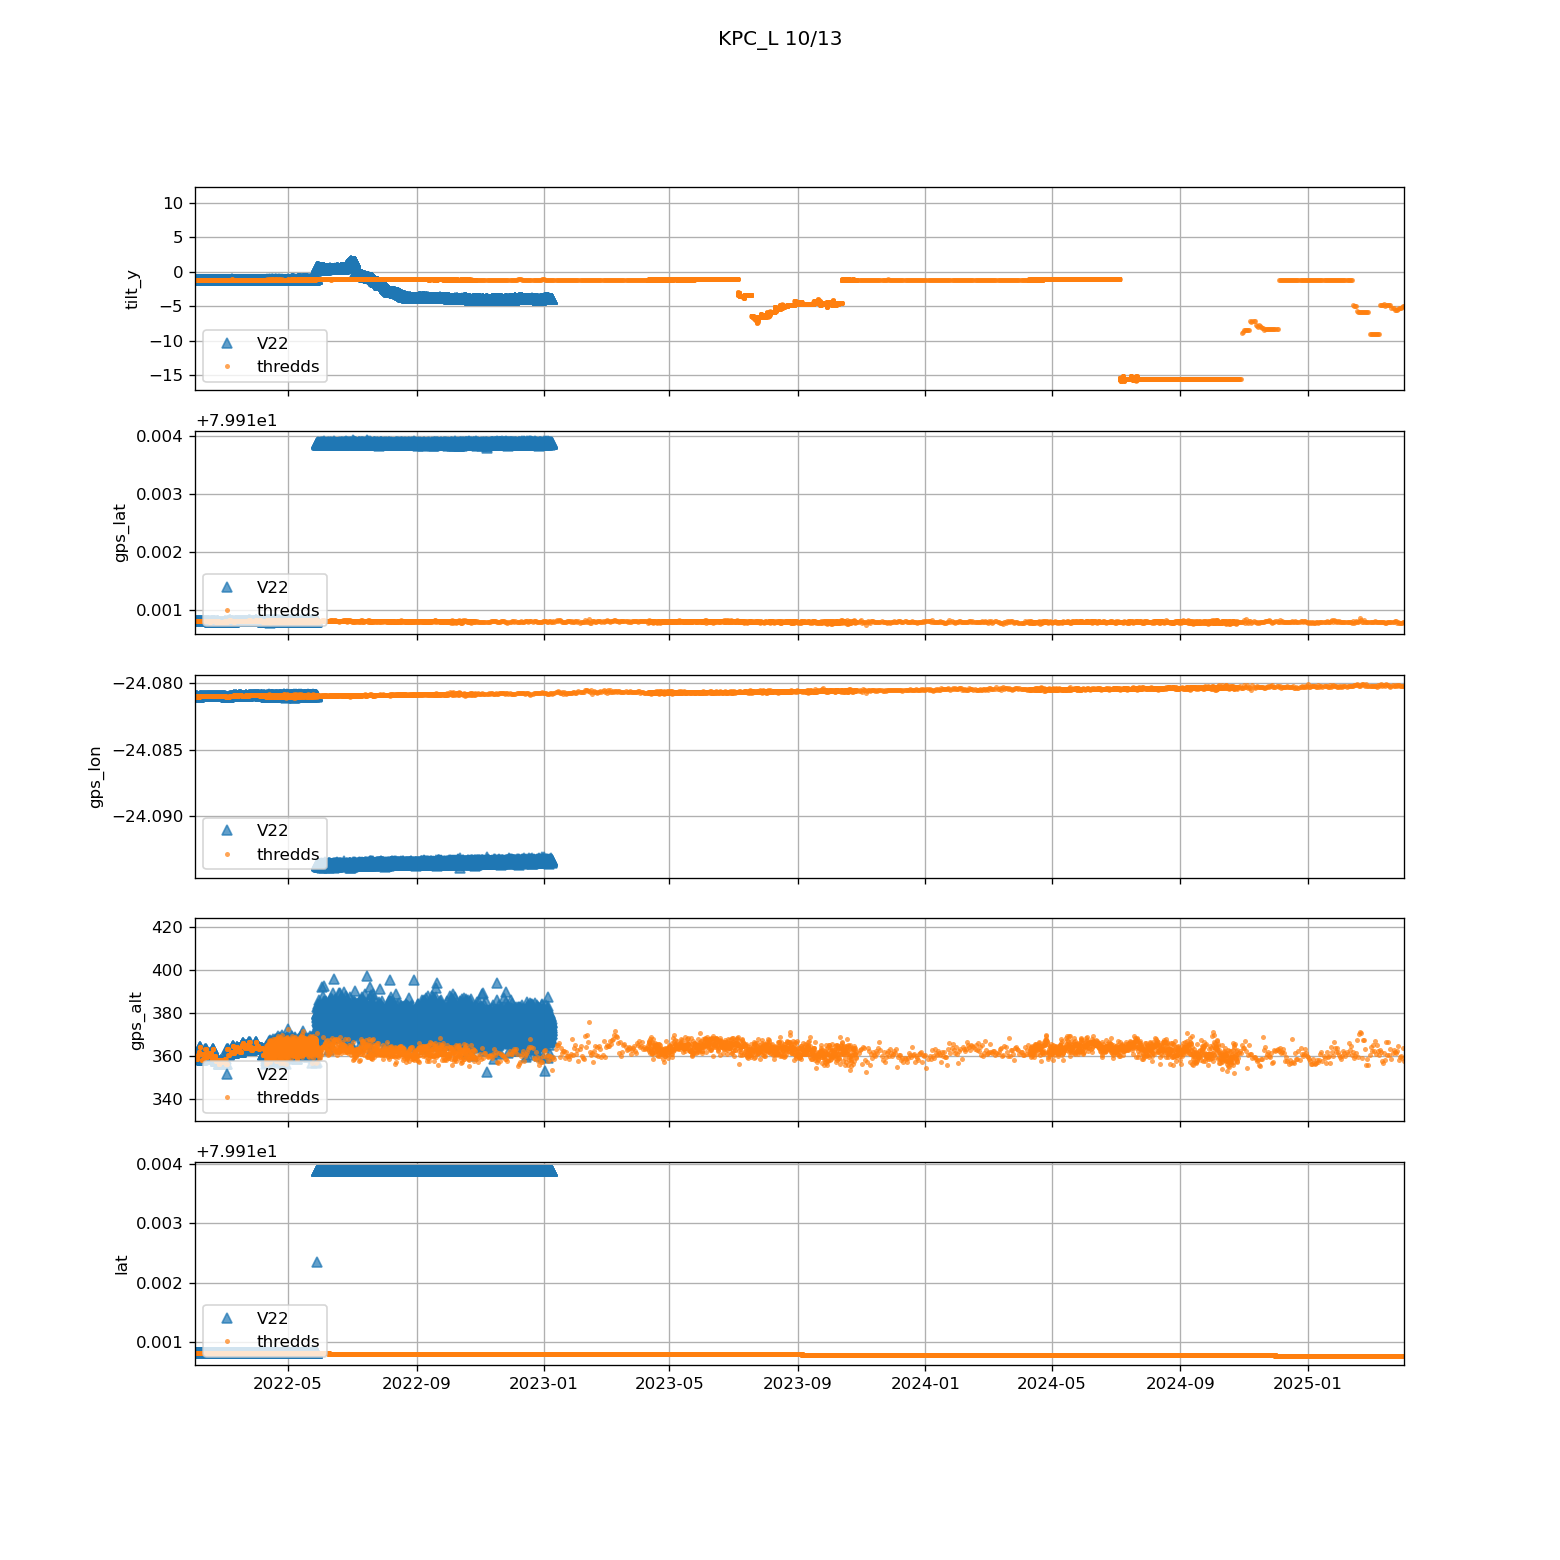 KPC_L 10/13
10
5
0
−5
−10
−15
tilt_y
V22
thredds
+7.991e1
0.004
0.003
0.002
0.001
gps_lat
V22
thredds
−24.080
−24.085
−24.090
gps_lon
V22
thredds
420
400
380
360
340
gps_alt
V22
thredds
+7.991e1
0.004
0.003
0.002
0.001
lat
V22
thredds
2022-05 2022-09 2023-01 2023-05 2023-09 2024-01 2024-05 2024-09 2025-01